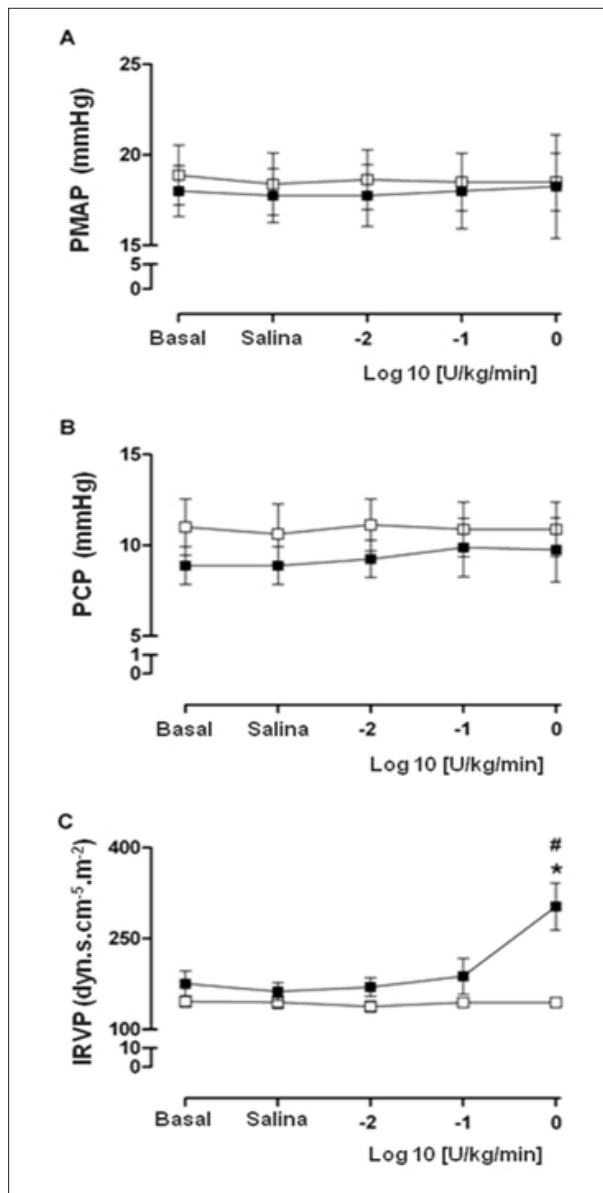 A
PMAP (mmHg)
25
20
15
5
0
Basal Salina -2 -1 0
Log 10 [U/kg/min]
B
PCP (mmHg)
15
10
5
1
0
Basal Salina -2 -1 0
Log 10 [U/kg/min]
C
IRVP (dyn.s.cm⁻⁵.m⁻²)
400
250
100
10
0
#
*
Basal Salina -2 -1 0
Log 10 [U/kg/min]